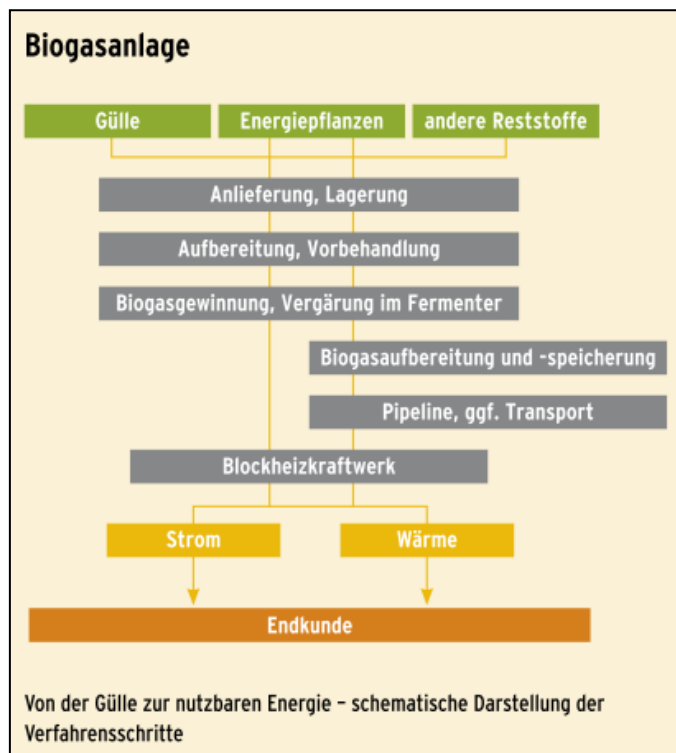 Biogasanlage
Gülle
Energiepflanzen
andere Reststoffe
Anlieferung, Lagerung
Aufbereitung, Vorbehandlung
Biogasgewinnung, Vergärung im Fermenter
Biogasaufbereitung und -speicherung
Pipeline, ggf. Transport
Blockheizkraftwerk
Strom
Wärme
Endkunde
Von der Gülle zur nutzbaren Energie – schematische Darstellung der
Verfahrensschritte